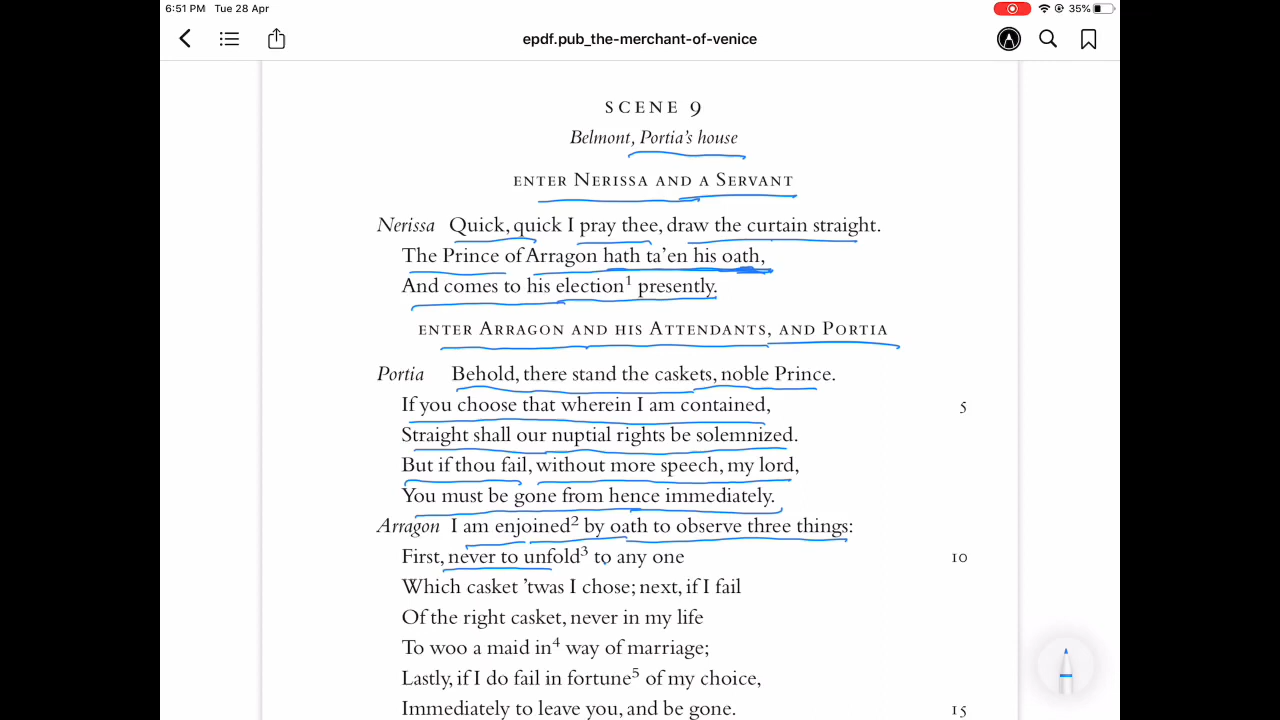 6:51 PM Tue 28 Apr 35%
epdf.pub_the-merchant-of-venice
SCENE 9
Belmont, Portia's house
ENTER NERISSA AND A SERVANT
Nerissa Quick, quick I pray thee, draw the curtain straight.
The Prince of Arragon hath ta'en his oath,
And comes to his election¹ presently.
ENTER ARRAGON AND HIS ATTENDANTS, AND PORTIA
Portia Behold, there stand the caskets, noble Prince.
If you choose that wherein I am contained, 5
Straight shall our nuptial rights be solemnized.
But if thou fail, without more speech, my lord,
You must be gone from hence immediately.
Arragon I am enjoined² by oath to observe three things:
First, never to unfold³ to any one 10
Which casket 'twas I chose; next, if I fail
Of the right casket, never in my life
To woo a maid in⁴ way of marriage;
Lastly, if I do fail in fortune⁵ of my choice,
Immediately to leave you, and be gone. 15